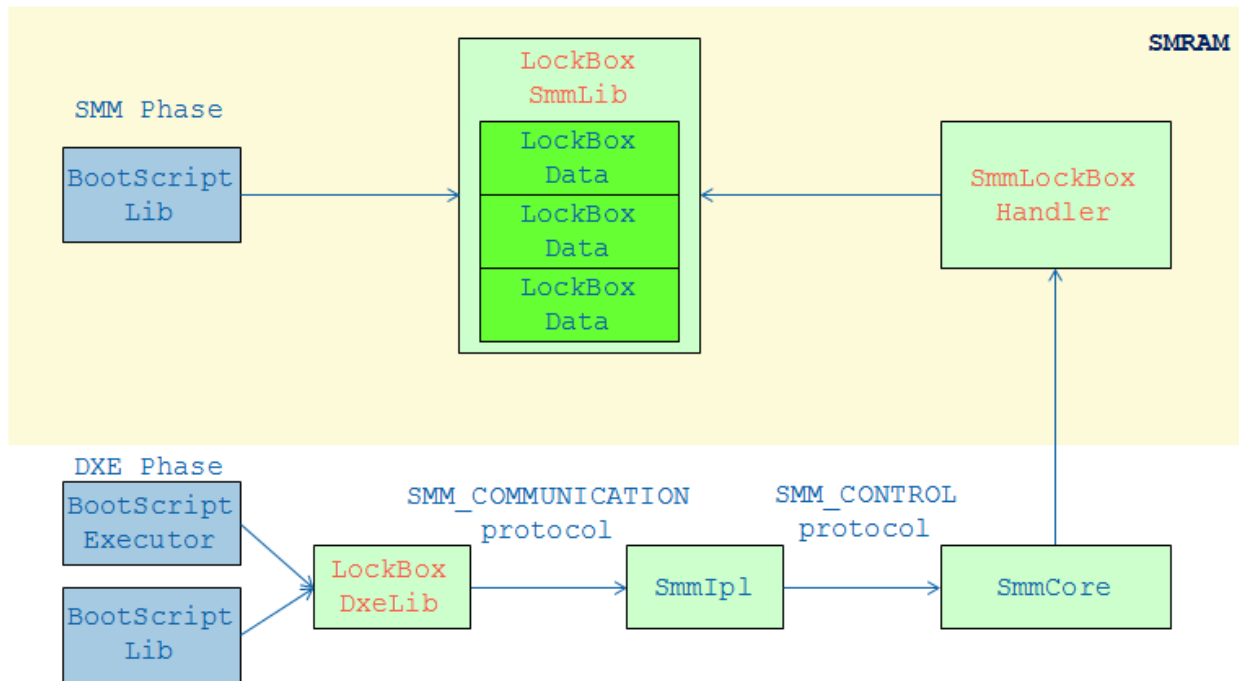 SMRAM
LockBox
SmmLib
SMM Phase
BootScript
Lib
LockBox
Data
LockBox
Data
LockBox
Data
SmmLockBox
Handler
DXE Phase
BootScript
Executor
BootScript
Lib
LockBox
DxeLib
SMM_COMMUNICATION
protocol
SmmIpl
SMM_CONTROL
protocol
SmmCore